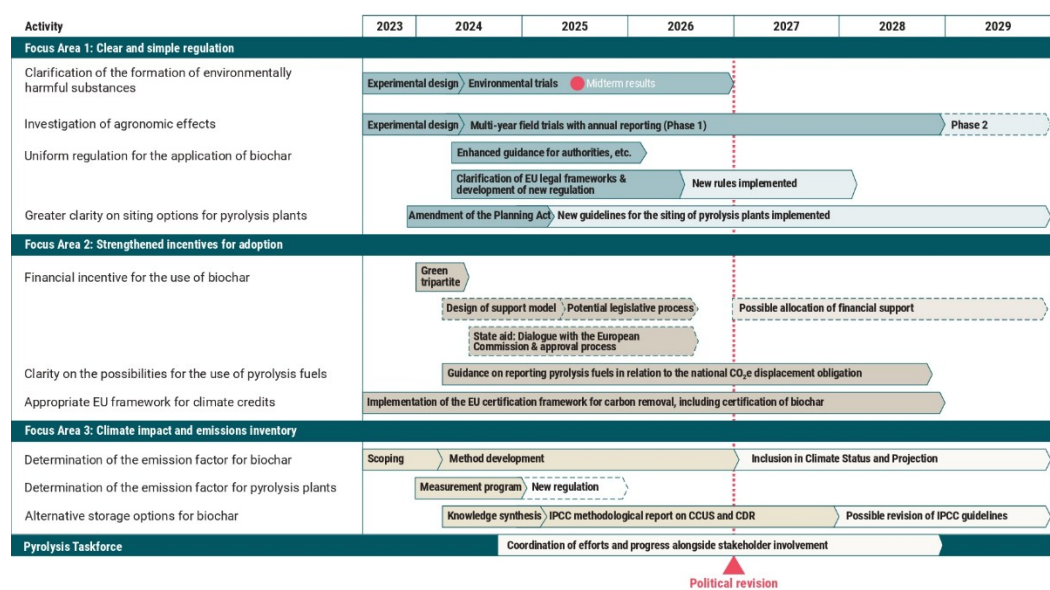 Activity 2023 2024 2025 2026 2027 2028 2029
Focus Area 1: Clear and simple regulation
Clarification of the formation of environmentally
harmful substances
Experimental design Environmental trials Midterm results
Investigation of agronomic effects
Experimental design Multi-year field trials with annual reporting (Phase 1) Phase 2
Uniform regulation for the application of biochar
Enhanced guidance for authorities, etc.
Clarification of EU legal frameworks &
development of new regulation
New rules implemented
Greater clarity on siting options for pyrolysis plants
Amendment of the Planning Act New guidelines for the siting of pyrolysis plants implemented
Focus Area 2: Strengthened incentives for adoption
Financial incentive for the use of biochar
Green
tripartite
Design of support model Potential legislative process Possible allocation of financial support
State aid: Dialogue with the European
Commission & approval process
Clarity on the possibilities for the use of pyrolysis fuels
Guidance on reporting pyrolysis fuels in relation to the national CO₂e displacement obligation
Appropriate EU framework for climate credits
Implementation of the EU certification framework for carbon removal, including certification of biochar
Focus Area 3: Climate impact and emissions inventory
Determination of the emission factor for biochar
Scoping Method development Inclusion in Climate Status and Projection
Determination of the emission factor for pyrolysis plants
Measurement program New regulation
Alternative storage options for biochar
Knowledge synthesis IPCC methodological report on CCUS and CDR Possible revision of IPCC guidelines
Pyrolysis Taskforce
Coordination of efforts and progress alongside stakeholder involvement
Political revision